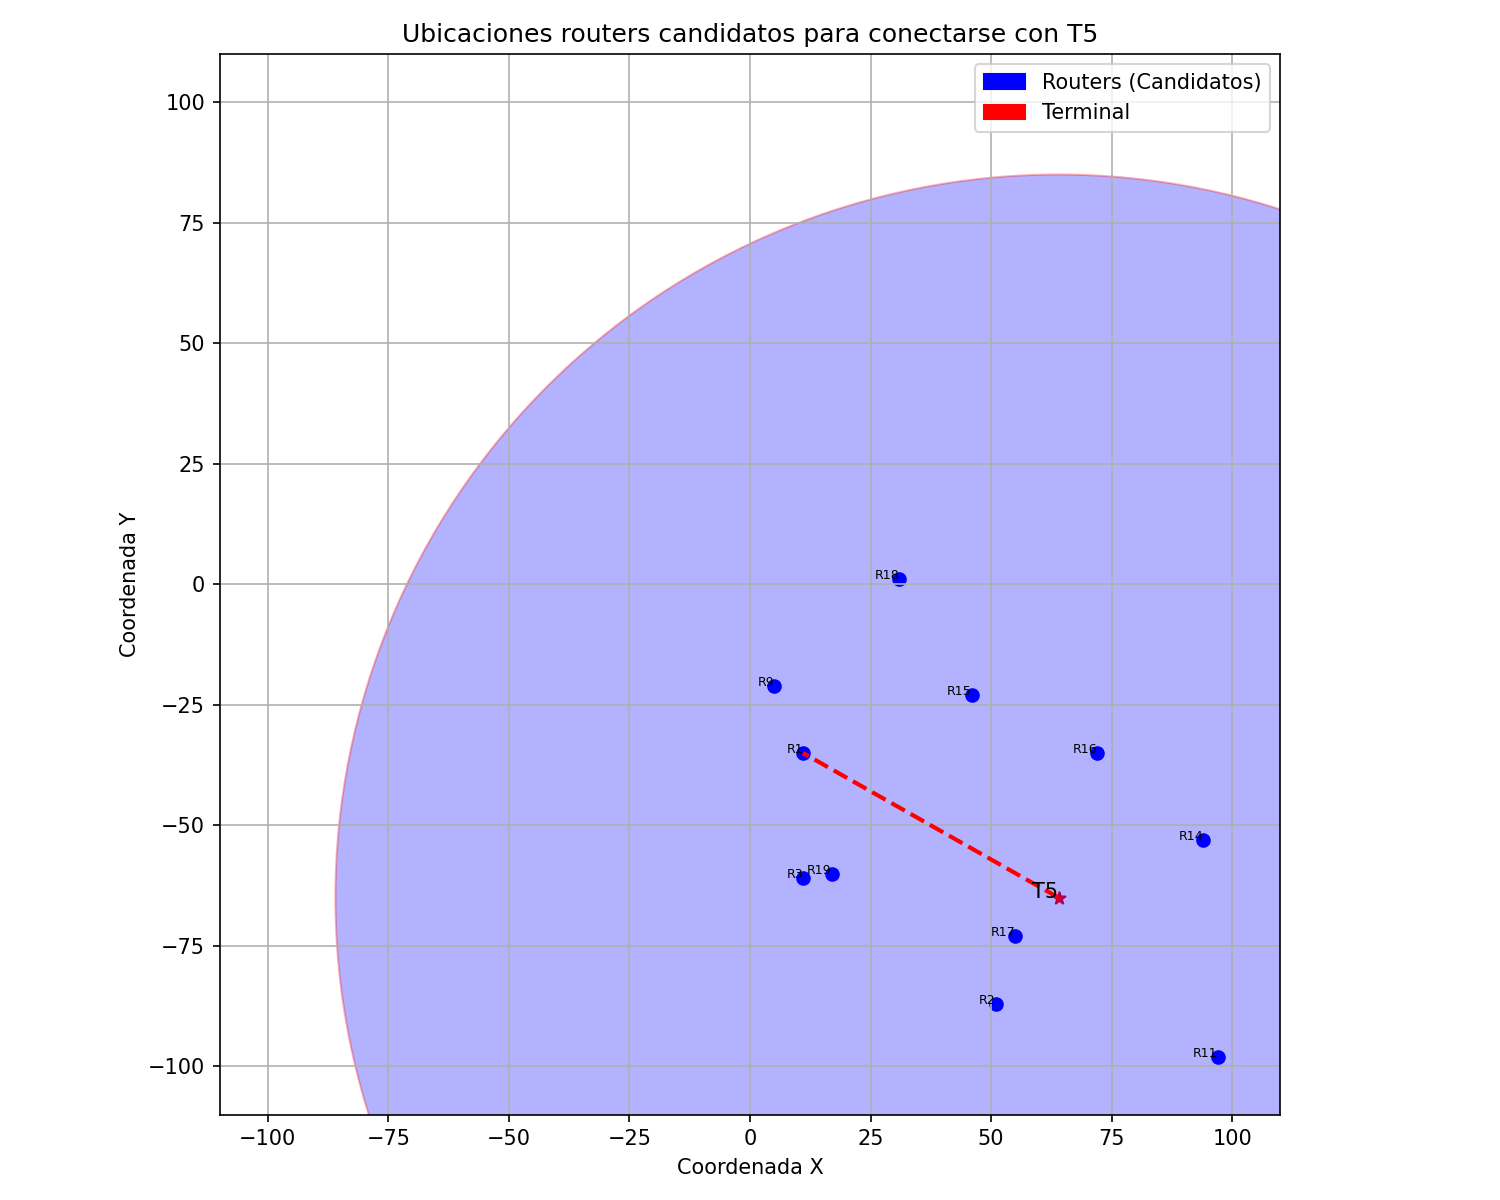 Ubicaciones routers candidatos para conectarse con T5
Routers (Candidatos)
Terminal
100
75
50
25
0
−25
−50
−75
−100
Coordenada Y
R18
R9
R15
R1
R16
R14
R3
R19
T5
R17
R2
R11
−100
−75
−50
−25
0
25
50
75
100
Coordenada X